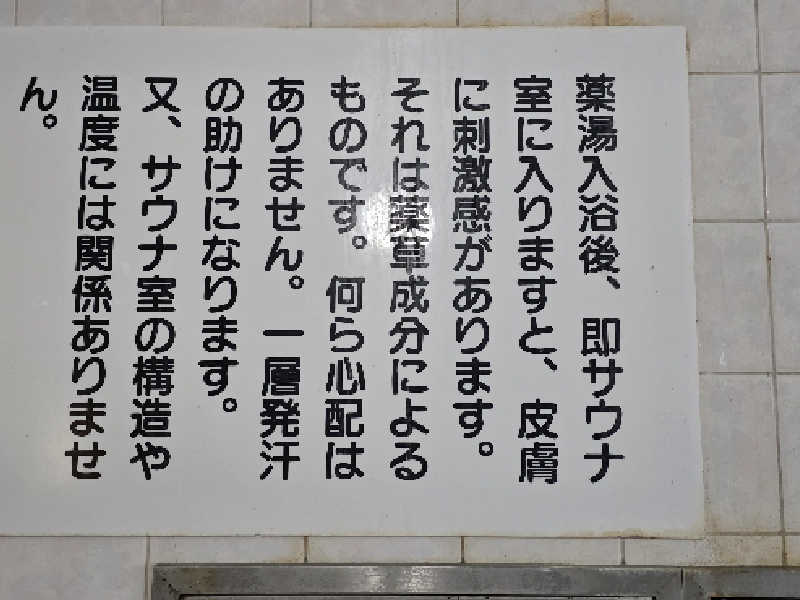 薬湯入浴後、即サウナ
室に入りますと、皮膚
に刺激感があります。
それは薬草成分による
ものです。何ら心配は
ありません。一層発汗
の助けになります。
又、サウナ室の構造や
温度には関係ありませ
ん。